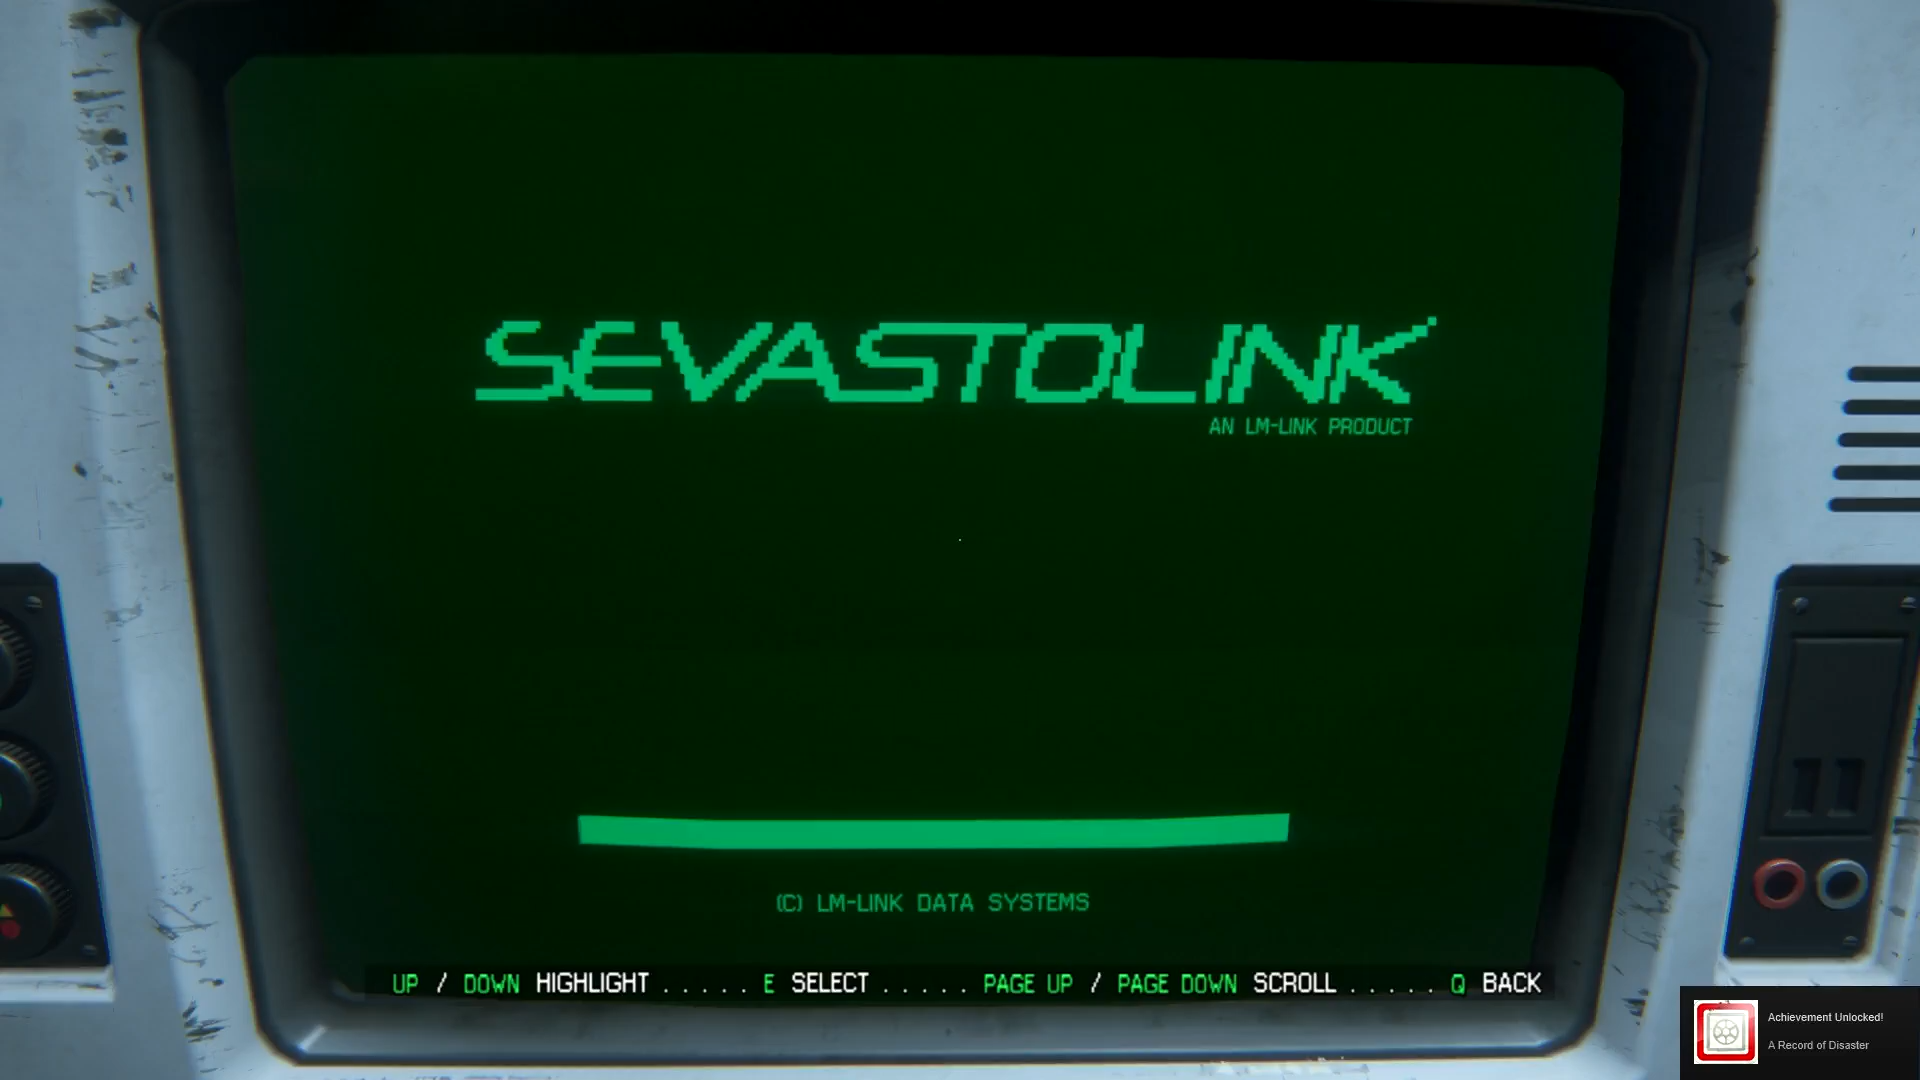 SEVASTOLINK
AN LM-LINK PRODUCT
(C) LM-LINK DATA SYSTEMS
UP / DOWN HIGHLIGHT ..... E SELECT ..... PAGE UP / PAGE DOWN SCROLL ..... Q BACK
Achievement Unlocked!
A Record of Disaster